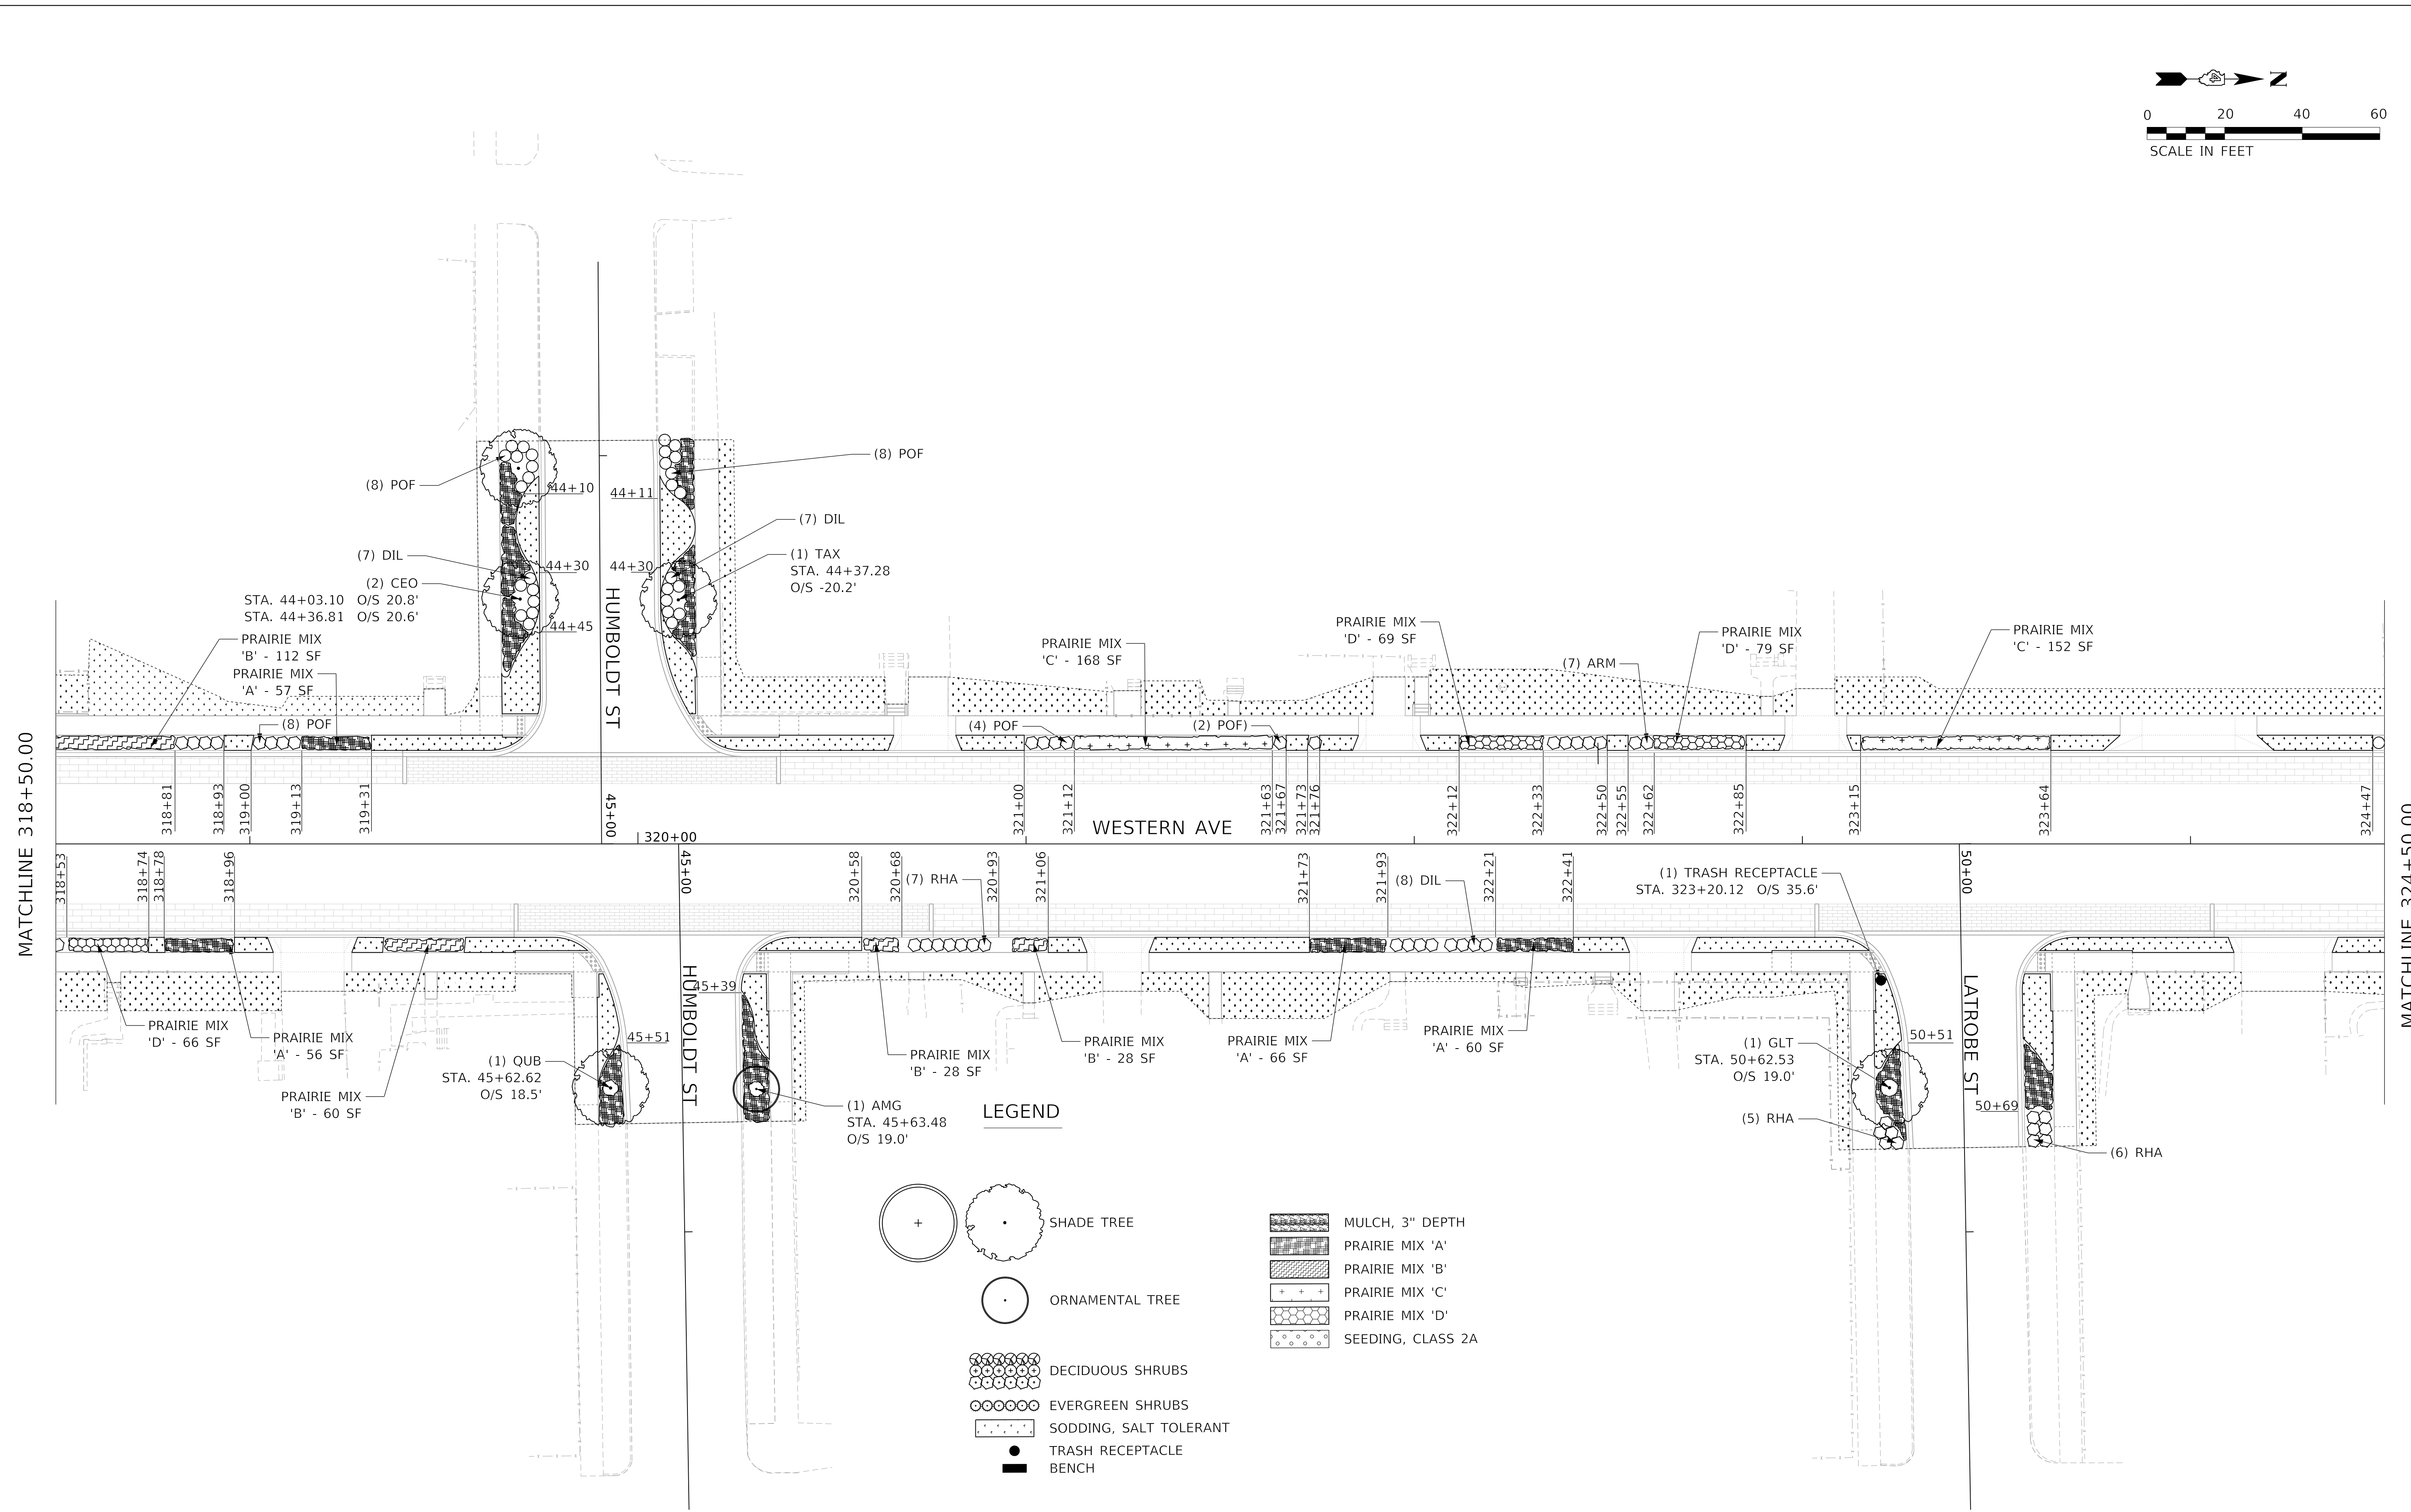 N
0 20 40 60
SCALE IN FEET
(8) POF
(8) POF
44+10
44+11
(7) DIL
(7) DIL
(1) TAX
STA. 44+37.28
O/S -20.2'
44+30
44+30
(2) CEO
STA. 44+03.10 O/S 20.8'
STA. 44+36.81 O/S 20.6'
44+45
HUMBOLDT ST
PRAIRIE MIX
'B' - 112 SF
PRAIRIE MIX
'A' - 57 SF
(8) POF
PRAIRIE MIX
'C' - 168 SF
(4) POF
(2) POF)
PRAIRIE MIX
'D' - 69 SF
(7) ARM
PRAIRIE MIX
'D' - 79 SF
PRAIRIE MIX
'C' - 152 SF
MATCHLINE 318+50.00
318+81
318+93
319+00
319+13
319+31
45+00
320+00
321+00
321+12
WESTERN AVE
321+63
321+67
321+73
321+76
322+12
322+33
322+50
322+55
322+62
322+85
323+15
323+64
324+47
MATCHLINE 324+50.00
318+53
318+74
318+78
318+96
45+00
320+58
320+68
(7) RHA
320+93
321+06
321+73
321+93
(8) DIL
322+21
322+41
(1) TRASH RECEPTACLE
STA. 323+20.12 O/S 35.6'
50+00
PRAIRIE MIX
'D' - 66 SF
PRAIRIE MIX
'A' - 56 SF
PRAIRIE MIX
'B' - 60 SF
(1) QUB
STA. 45+62.62
O/S 18.5'
45+51
HUMBOLDT ST
45+39
(1) AMG
STA. 45+63.48
O/S 19.0'
PRAIRIE MIX
'B' - 28 SF
PRAIRIE MIX
'B' - 28 SF
PRAIRIE MIX
'A' - 66 SF
PRAIRIE MIX
'A' - 60 SF
(1) GLT
STA. 50+62.53
O/S 19.0'
50+51
LATROBE ST
50+69
(5) RHA
(6) RHA
LEGEND
SHADE TREE
ORNAMENTAL TREE
DECIDUOUS SHRUBS
EVERGREEN SHRUBS
SODDING, SALT TOLERANT
TRASH RECEPTACLE
BENCH
MULCH, 3" DEPTH
PRAIRIE MIX 'A'
PRAIRIE MIX 'B'
PRAIRIE MIX 'C'
PRAIRIE MIX 'D'
SEEDING, CLASS 2A